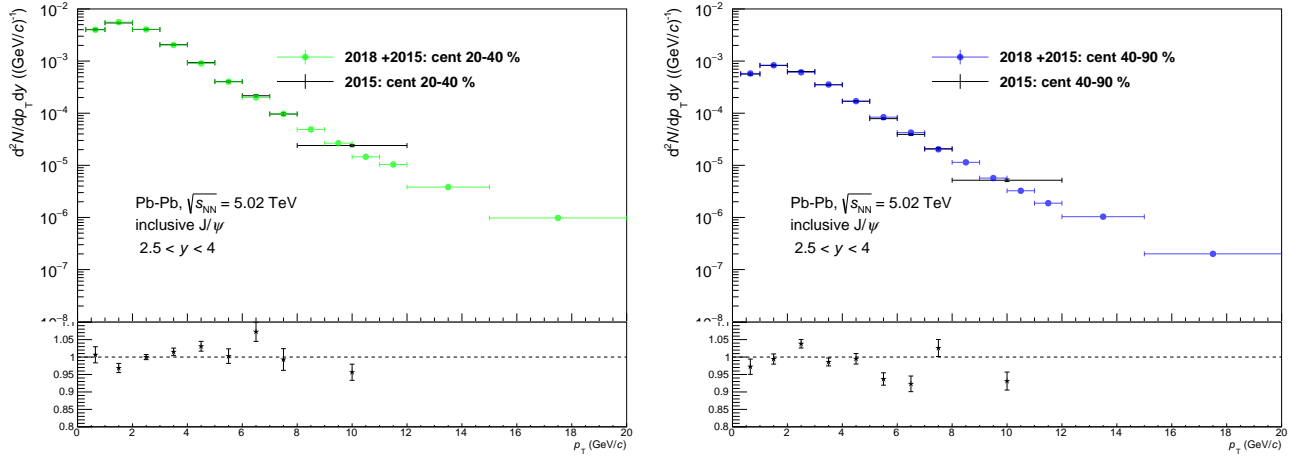 d²N/dp_T dy ((GeV/c)⁻¹)
10⁻²
10⁻³
10⁻⁴
10⁻⁵
10⁻⁶
10⁻⁷
10⁻⁸
2018 +2015: cent 20-40 %
2015: cent 20-40 %
Pb-Pb, √s_NN = 5.02 TeV
inclusive J/ψ
2.5 < y < 4
1.1
1.05
1
0.95
0.9
0.85
0.8
0 2 4 6 8 10 12 14 16 18 20
p_T (GeV/c)
d²N/dp_T dy ((GeV/c)⁻¹)
10⁻²
10⁻³
10⁻⁴
10⁻⁵
10⁻⁶
10⁻⁷
10⁻⁸
2018 +2015: cent 40-90 %
2015: cent 40-90 %
Pb-Pb, √s_NN = 5.02 TeV
inclusive J/ψ
2.5 < y < 4
1.1
1.05
1
0.95
0.9
0.85
0.8
0 2 4 6 8 10 12 14 16 18 20
p_T (GeV/c)